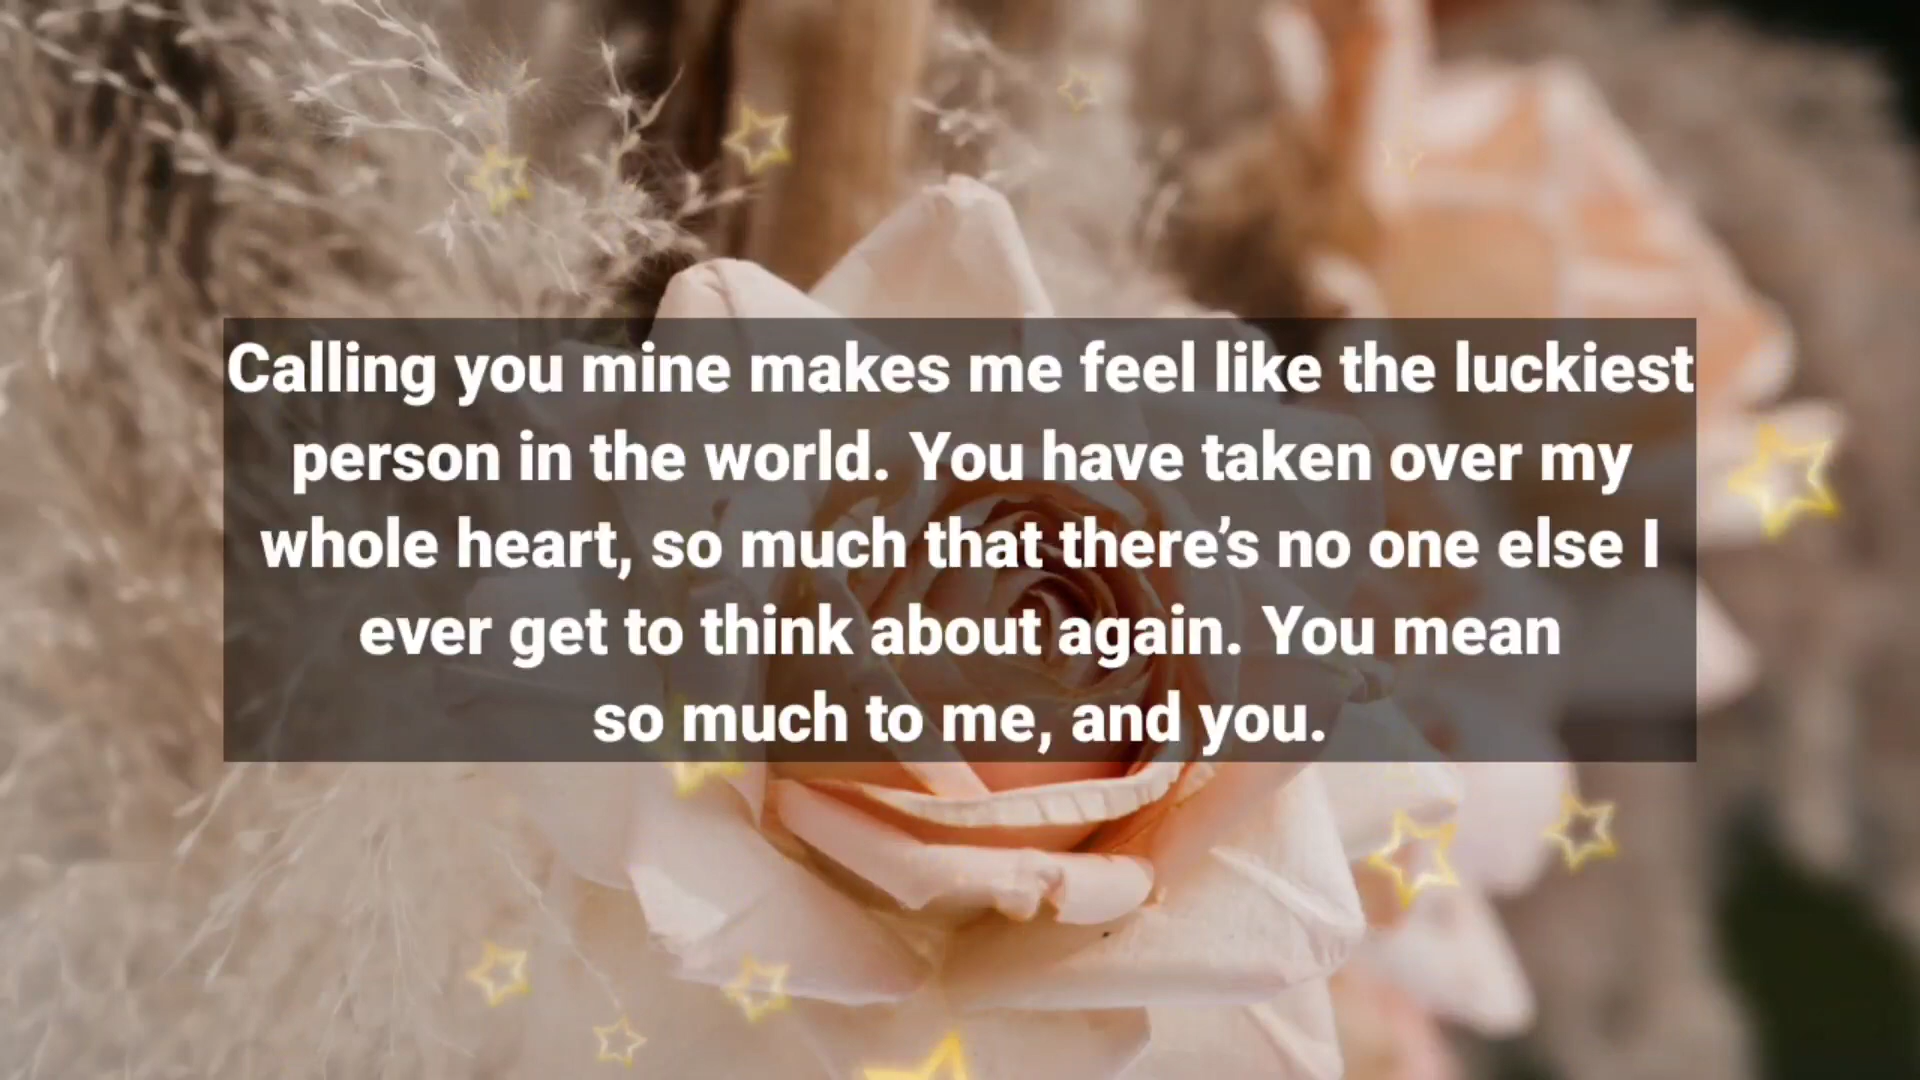 Calling you mine makes me feel like the luckiest
person in the world. You have taken over my
whole heart, so much that there’s no one else I
ever get to think about again. You mean
so much to me, and you.